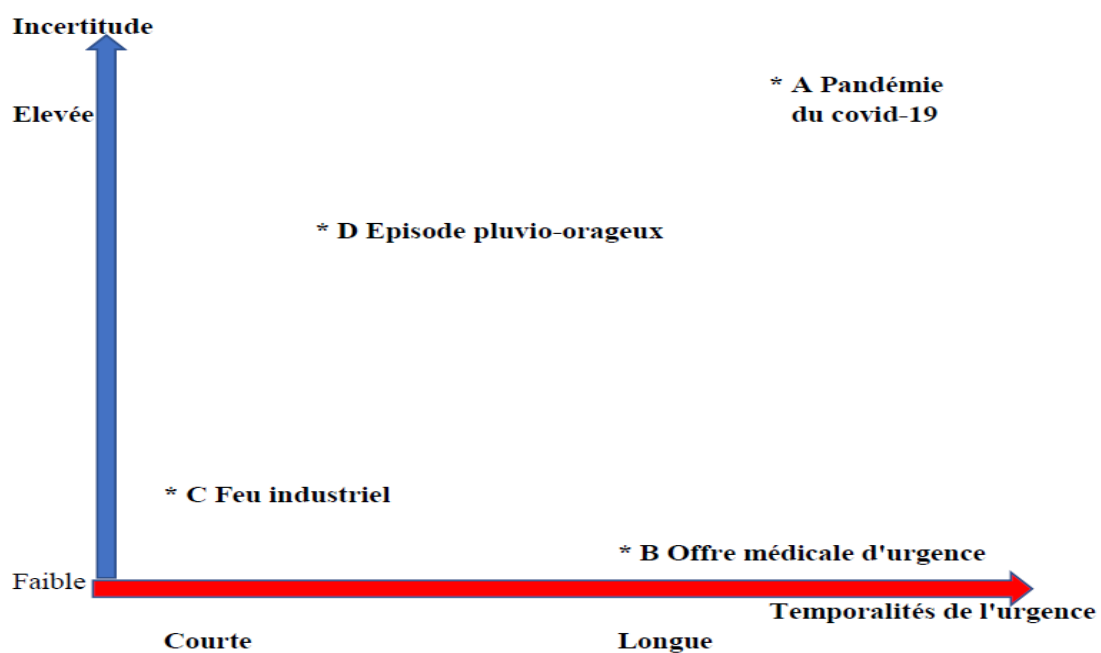 Incertitude
* A Pandémie
Elevée
du covid-19
* D Episode pluvio-orageux
* C Feu industriel
* B Offre médicale d'urgence
Faible
Temporalités de l'urgence
Courte
Longue